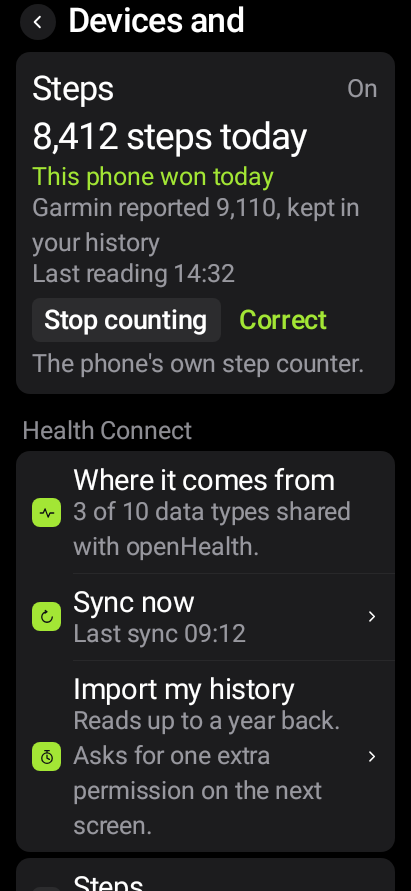 Devices and
Steps
On
8,412 steps today
This phone won today
Garmin reported 9,110, kept in
your history
Last reading 14:32
Stop counting
Correct
The phone's own step counter.
Health Connect
Where it comes from
3 of 10 data types shared
with openHealth.
Sync now
Last sync 09:12
Import my history
Reads up to a year back.
Asks for one extra
permission on the next
screen.
Steps